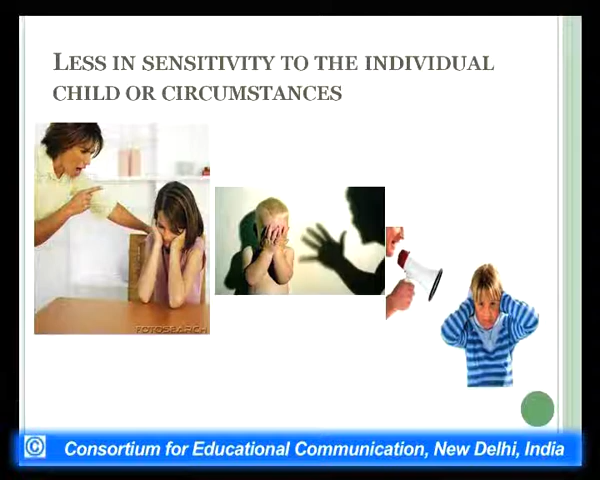 LESS IN SENSITIVITY TO THE INDIVIDUAL
CHILD OR CIRCUMSTANCES
FOTOSEARCH
© Consortium for Educational Communication, New Delhi, India